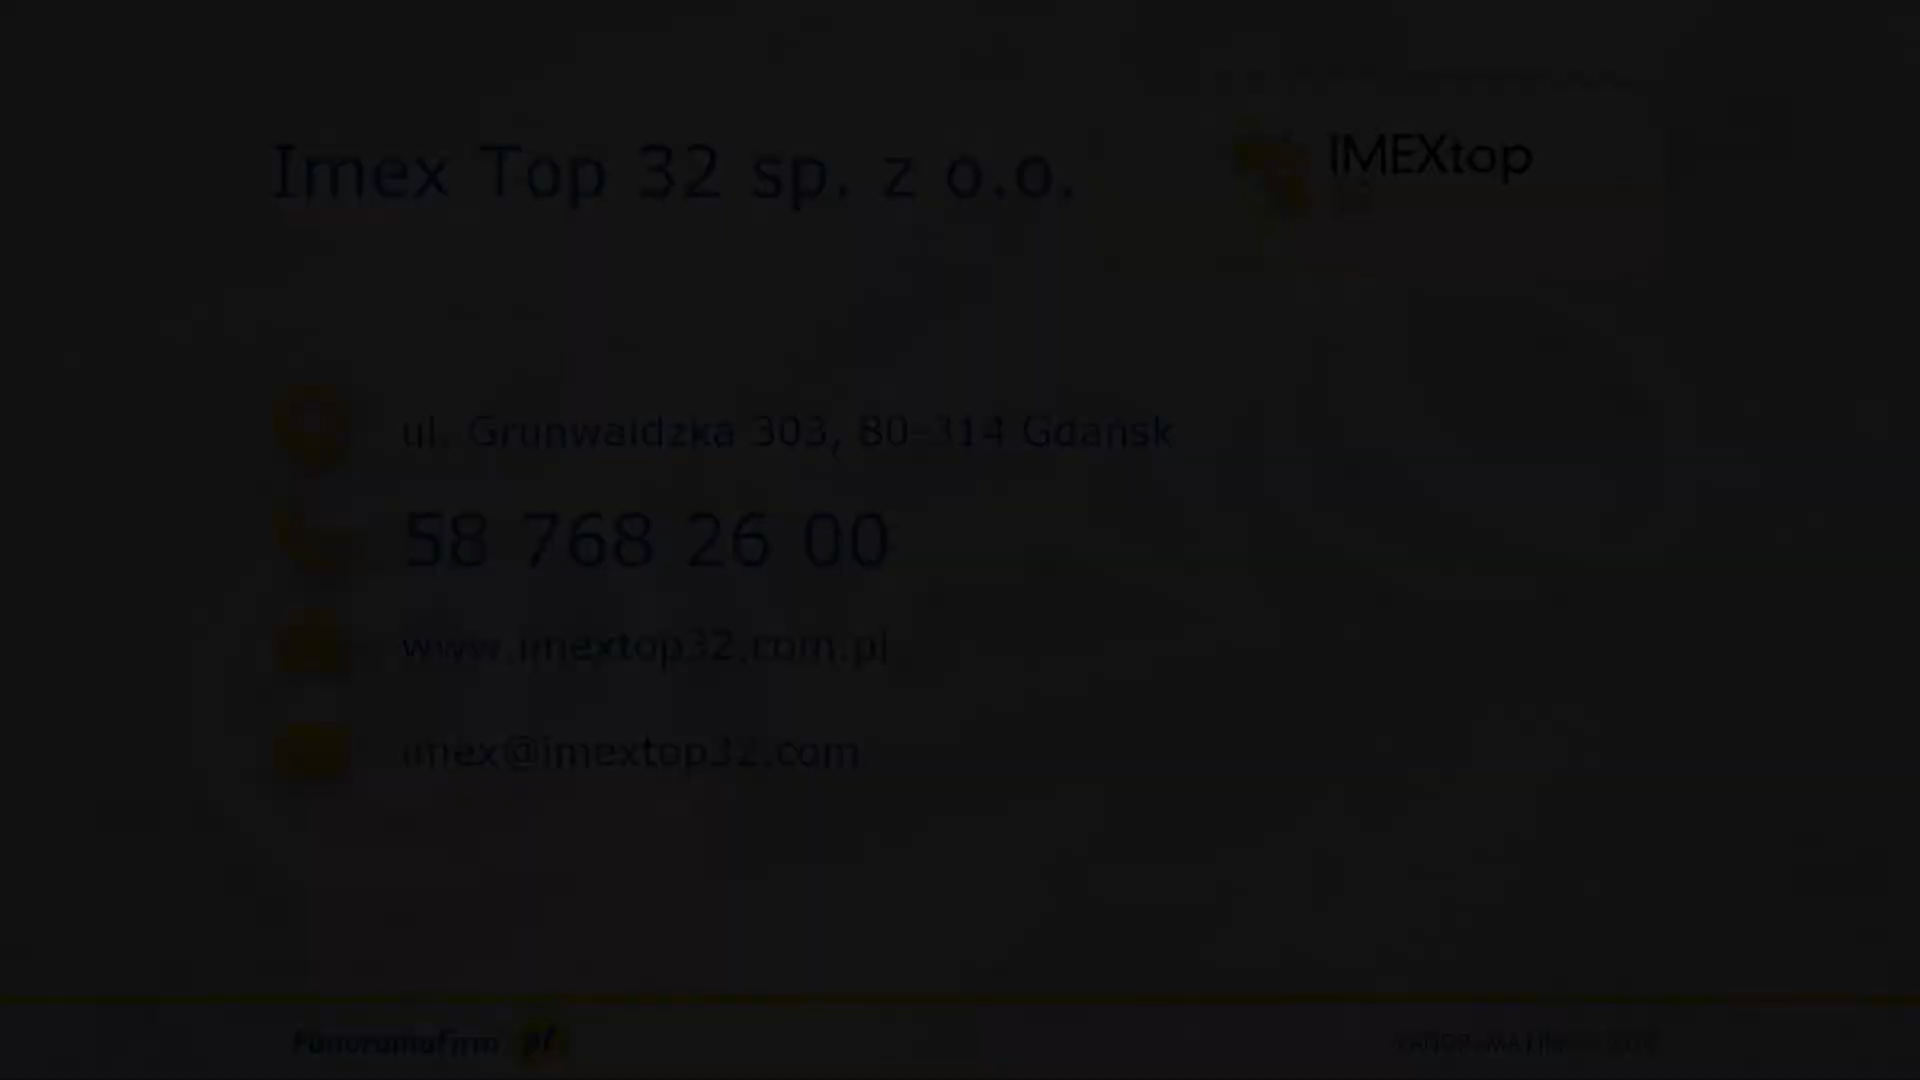 Imex Top 32 sp. z o.o.
IMEXtop
ul. Grunwaldzka 303, 80-314 Gdańsk
58 768 26 00
www.imextop32.com.pl
imex@imextop32.com
PanoramaFirm pf